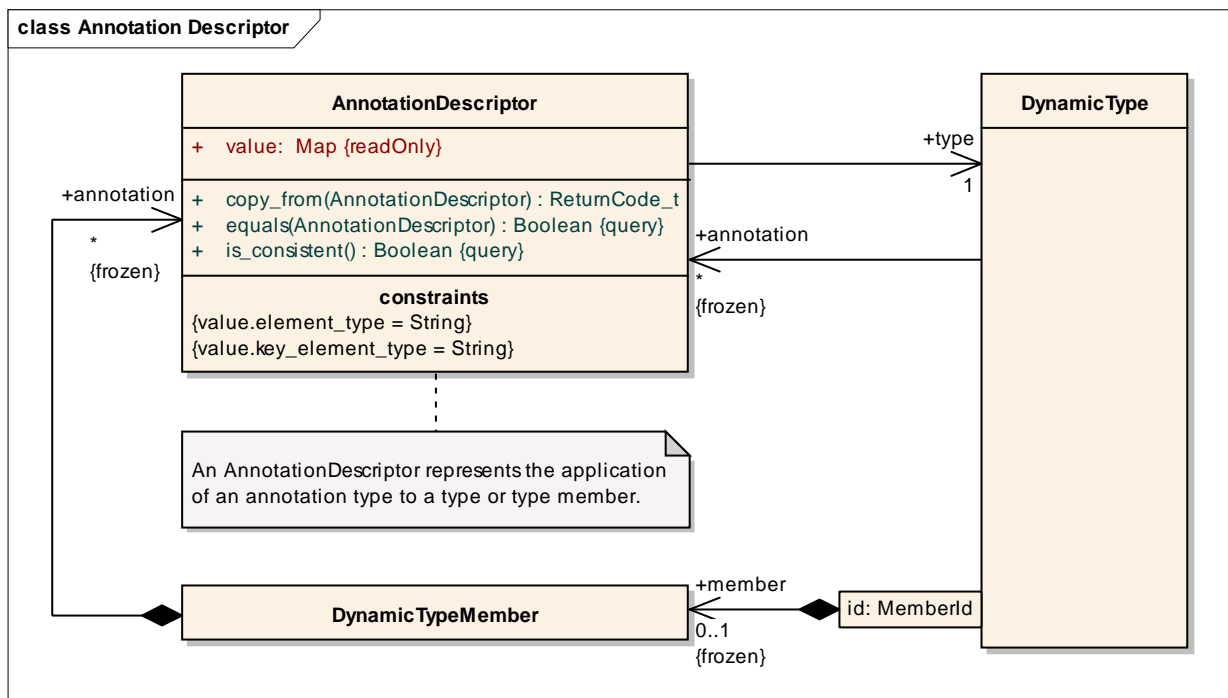 class Annotation Descriptor
AnnotationDescriptor
+ value: Map {readOnly}
+ copy_from(AnnotationDescriptor) : ReturnCode_t
+ equals(AnnotationDescriptor) : Boolean {query}
+ is_consistent() : Boolean {query}
constraints
{value.element_type = String}
{value.key_element_type = String}
DynamicType
+type
1
+annotation
*
{frozen}
+annotation
*
{frozen}
An AnnotationDescriptor represents the application
of an annotation type to a type or type member.
DynamicTypeMember
+member
0..1
{frozen}
id: MemberId